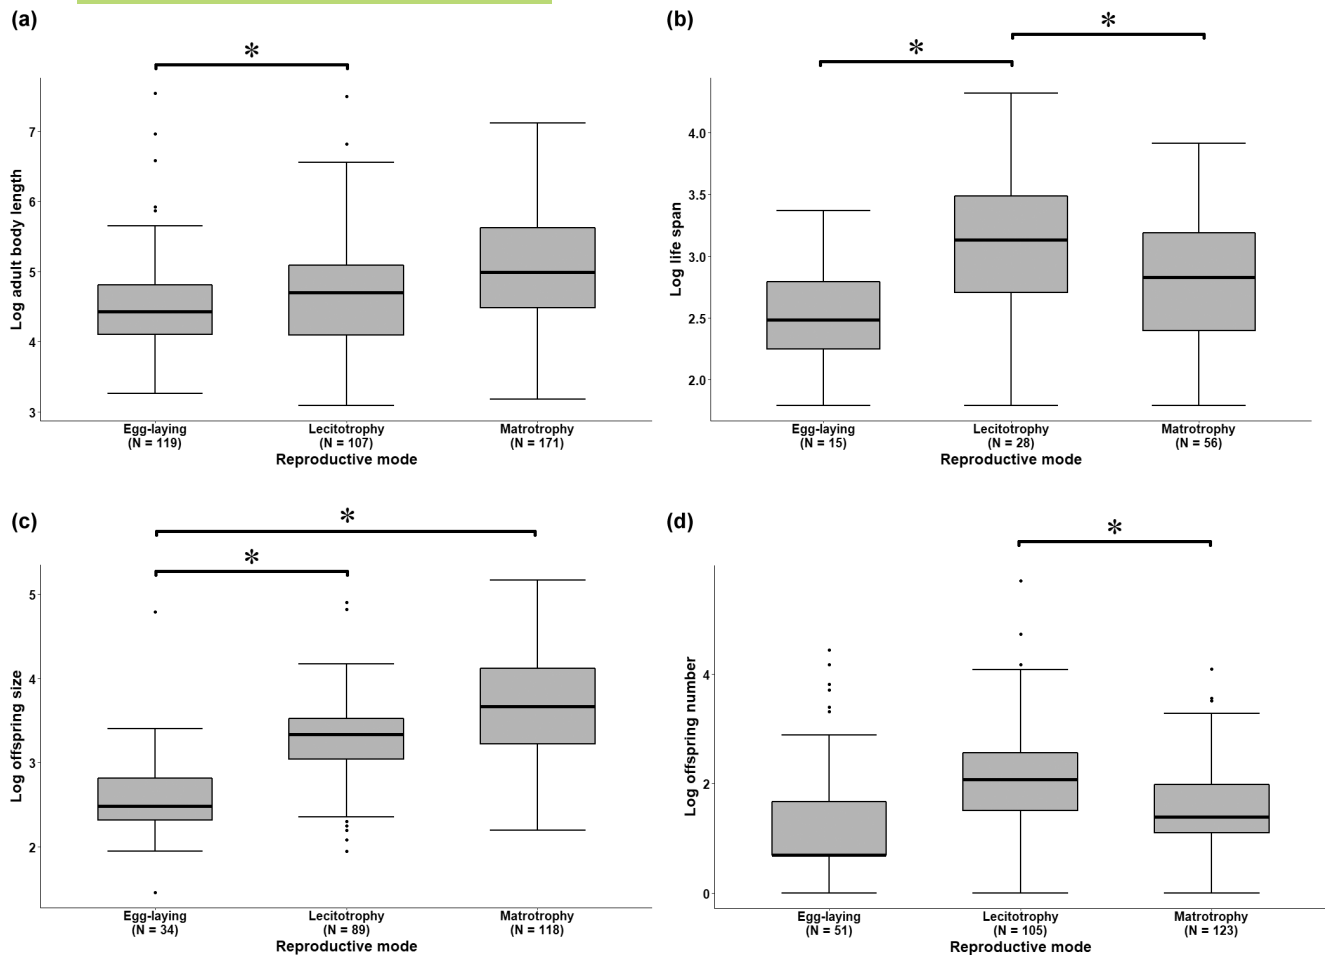 (a)
*
Log adult body length
7
6
5
4
3
Egg-laying
(N = 119)
Lecitotrophy
(N = 107)
Matrotrophy
(N = 171)
Reproductive mode
(b)
*
*
Log life span
4.0
3.5
3.0
2.5
2.0
Egg-laying
(N = 15)
Lecitotrophy
(N = 28)
Matrotrophy
(N = 56)
Reproductive mode
(c)
*
*
Log offspring size
5
4
3
2
Egg-laying
(N = 34)
Lecitotrophy
(N = 89)
Matrotrophy
(N = 118)
Reproductive mode
(d)
*
Log offspring number
4
2
0
Egg-laying
(N = 51)
Lecitotrophy
(N = 105)
Matrotrophy
(N = 123)
Reproductive mode